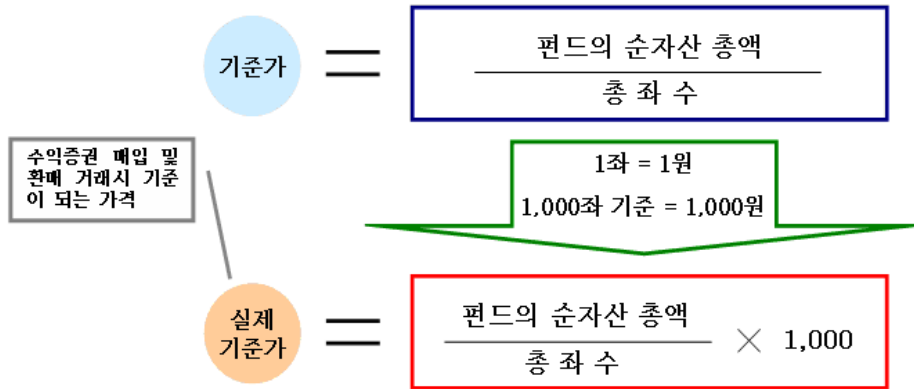 기준가
=
펀드의 순자산 총액
총 좌 수
수익증권 매입 및
환매 거래시 기준
이 되는 가격
1좌 = 1원
1,000좌 기준 = 1,000원
실제
기준가
=
펀드의 순자산 총액
총 좌 수
× 1,000